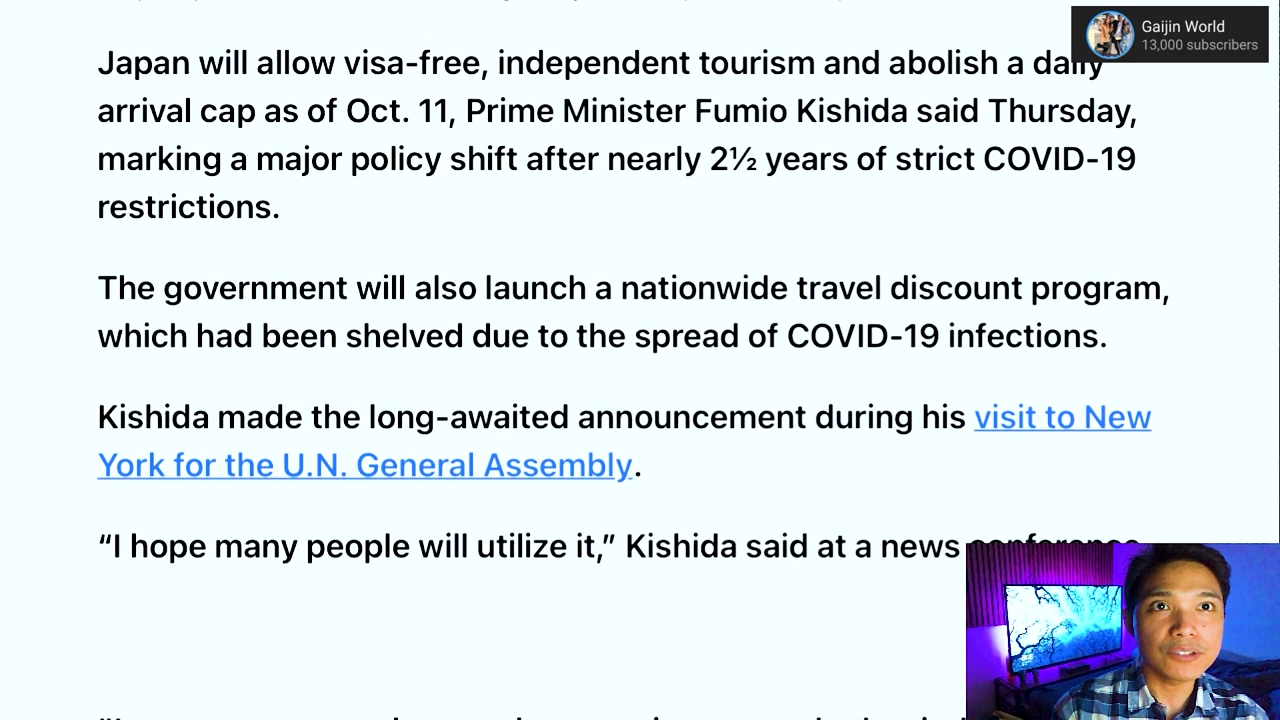 Gaijin World
13,000 subscribers
Japan will allow visa-free, independent tourism and abolish a daily
arrival cap as of Oct. 11, Prime Minister Fumio Kishida said Thursday,
marking a major policy shift after nearly 2½ years of strict COVID-19
restrictions.
The government will also launch a nationwide travel discount program,
which had been shelved due to the spread of COVID-19 infections.
Kishida made the long-awaited announcement during his visit to New
York for the U.N. General Assembly.
“I hope many people will utilize it,” Kishida said at a news conference